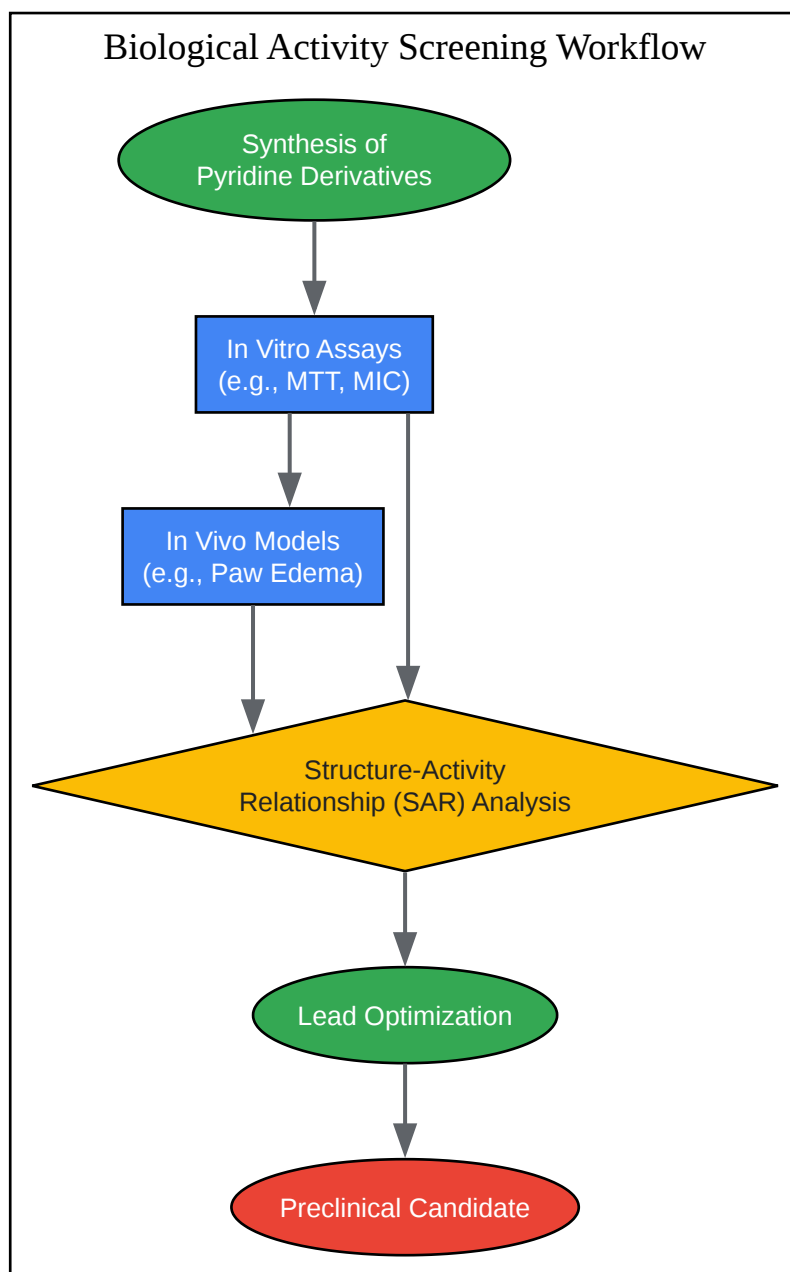 Biological Activity Screening Workflow
Synthesis of
Pyridine Derivatives
In Vitro Assays
(e.g., MTT, MIC)
In Vivo Models
(e.g., Paw Edema)
Structure-Activity
Relationship (SAR) Analysis
Lead Optimization
Preclinical Candidate